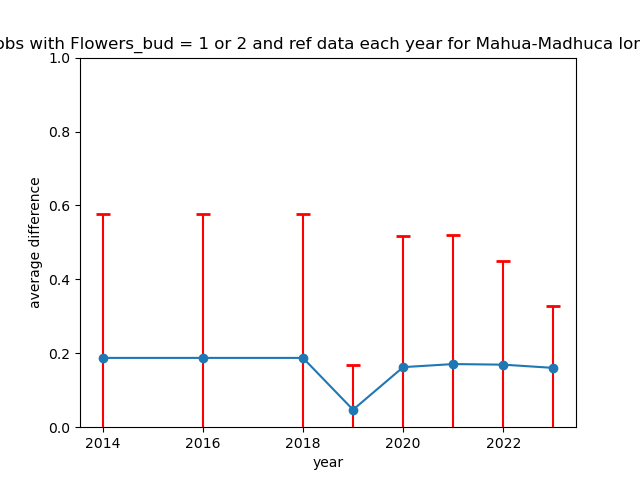 obs with Flowers_bud = 1 or 2 and ref data each year for Mahua-Madhuca lon
1.0
0.8
0.6
0.4
0.2
0.0
average difference
2014 2016 2018 2020 2022
year